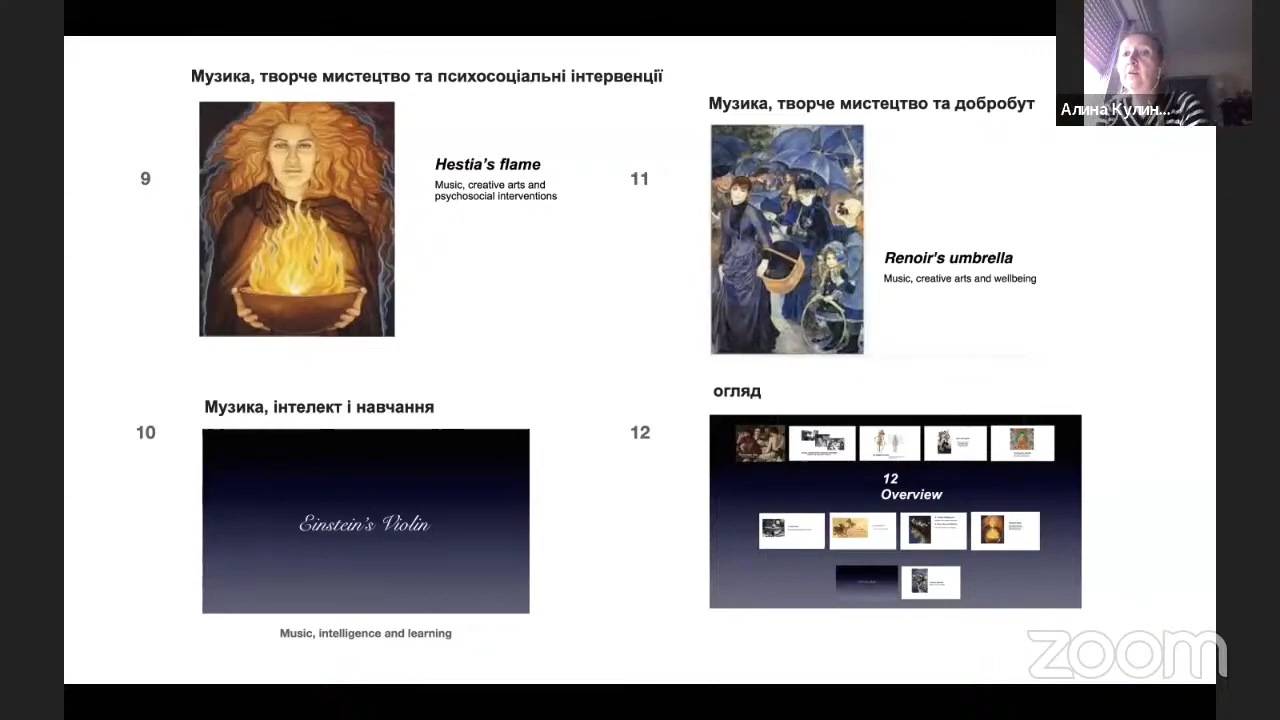 Музика, творче мистецтво та психосоціальні інтервенції
9
Hestia's flame
Music, creative arts and
psychosocial interventions
Музика, творче мистецтво та добробут
11
Renoir's umbrella
Music, creative arts and wellbeing
Музика, інтелект і навчання
10
Einstein's Violin
Music, intelligence and learning
огляд
12
12
Overview
Алина Кулин...
zoom